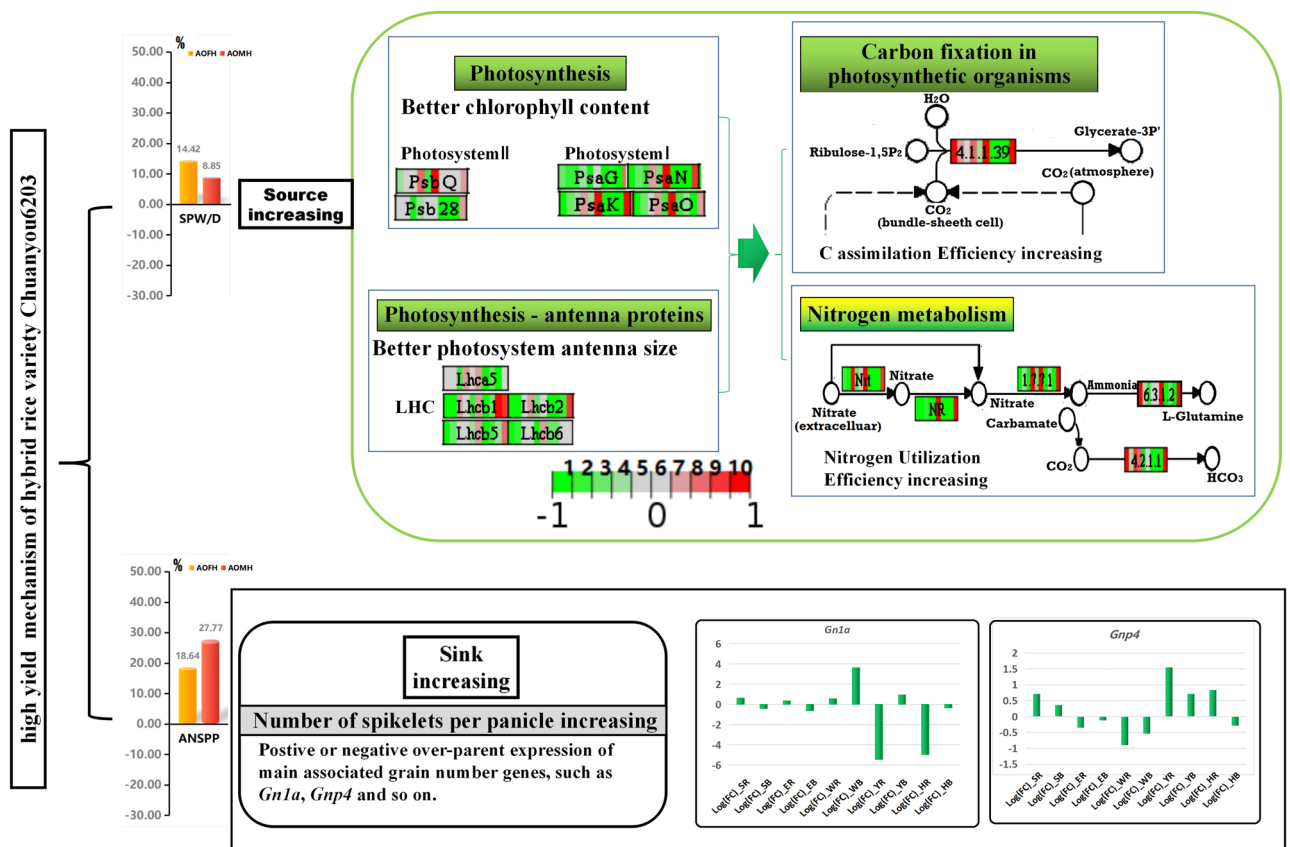 high yield mechanism of hybrid rice variety Chuanyou6203
%
AOFH AOMH
50.00
40.00
30.00
20.00
10.00
0.00
-10.00
-20.00
-30.00
14.42
8.85
SPW/D
Source
increasing
Photosynthesis
Better chlorophyll content
PhotosystemⅡ
PsbQ
Psb28
PhotosystemⅠ
PsaG PsaN
PsaK PsaO
Photosynthesis - antenna proteins
Better photosystem antenna size
LHC
Lhca5
Lhcb1 Lhcb2
Lhcb5 Lhcb6
1 2 3 4 5 6 7 8 9 10
-1 0 1
Carbon fixation in
photosynthetic organisms
H₂O
Ribulose-1,5P₂
4.1.1.39
Glycerate-3P'
CO₂(atmosphere)
CO₂
(bundle-sheeth cell)
C assimilation Efficiency increasing
Nitrogen metabolism
Nrt
Nitrate
NR
1.7.7.1
Ammonia
6.3.1.2
Nitrate
(extracelluar)
Nitrate
Carbamate
L-Glutamine
CO₂
4.2.1.1
HCO₃
Nitrogen Utilization
Efficiency increasing
%
AOFH AOMH
50.00
40.00
30.00
20.00
10.00
0.00
-10.00
-20.00
-30.00
18.64
27.77
ANSPP
Sink
increasing
Number of spikelets per panicle increasing
Postive or negative over-parent expression of
main associated grain number genes, such as
Gn1a, Gnp4 and so on.
Gn1a
6
4
2
0
-2
-4
-6
Log(FC)_SR
Log(FC)_SB
Log(FC)_ER
Log(FC)_EB
Log(FC)_WR
Log(FC)_WB
Log(FC)_YR
Log(FC)_YB
Log(FC)_HR
Log(FC)_HB
Gnp4
2
1.5
1
0.5
0
-0.5
-1
-1.5
Log(FC)_SR
Log(FC)_SB
Log(FC)_ER
Log(FC)_EB
Log(FC)_WR
Log(FC)_WB
Log(FC)_YR
Log(FC)_YB
Log(FC)_HR
Log(FC)_HB